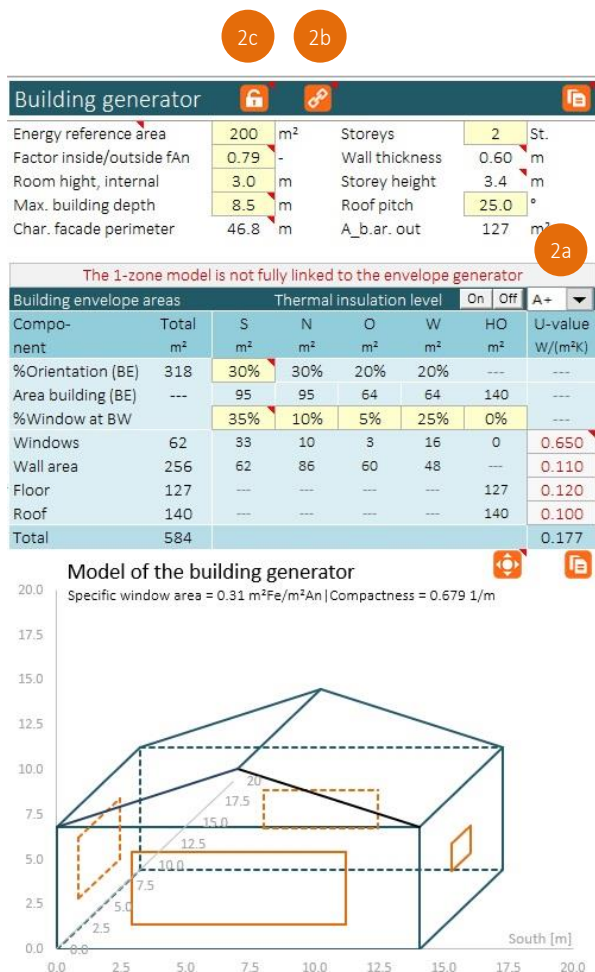 2c 2b
Building generator
Energy reference area 200 m² Storeys 2 St.
Factor inside/outside fAn 0.79 - Wall thickness 0.60 m
Room hight, internal 3.0 m Storey height 3.4 m
Max. building depth 8.5 m Roof pitch 25.0 °
Char. facade perimeter 46.8 m A_b.ar. out 127 m²
2a
The 1-zone model is not fully linked to the envelope generator
Building envelope areas Thermal insulation level On Off A+
Compo- Total S N O W HO U-value
nent m² m² m² m² m² m² W/(m²K)
%Orientation (BE) 318 30% 30% 20% 20% --- ---
Area building (BE) --- 95 95 64 64 140
%Window at BW 35% 10% 5% 25% 0% ---
Windows 62 33 10 3 16 0 0.650
Wall area 256 62 86 60 48 --- 0.110
Floor 127 --- --- --- --- 127 0.120
Roof 140 --- --- --- --- 140 0.100
Total 584 0.177
Model of the building generator
Specific window area = 0.31 m²Fe/m²An|Compactness = 0.679 1/m
20.0
17.5
15.0
12.5
10.0
7.5
5.0
2.5
0.0
20
17.5
15.0
12.5
10.0
7.5
5.0
2.5
0.0
South [m]
0.0 2.5 5.0 7.5 10.0 12.5 15.0 17.5 20.0